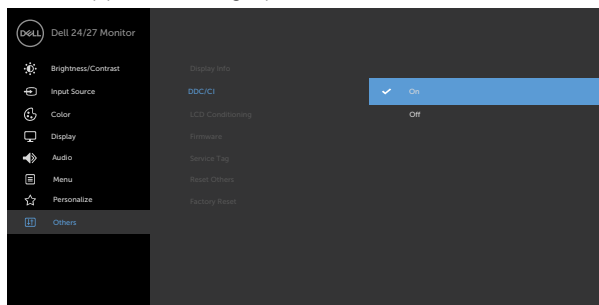 DELL
Dell 24/27 Monitor
Brightness/Contrast
Input Source
Color
Display
Audio
Menu
Personalize
Others
Display Info
DDC/CI
LCD Conditioning
Firmware
Service Tag
Reset Others
Factory Reset
On
Off